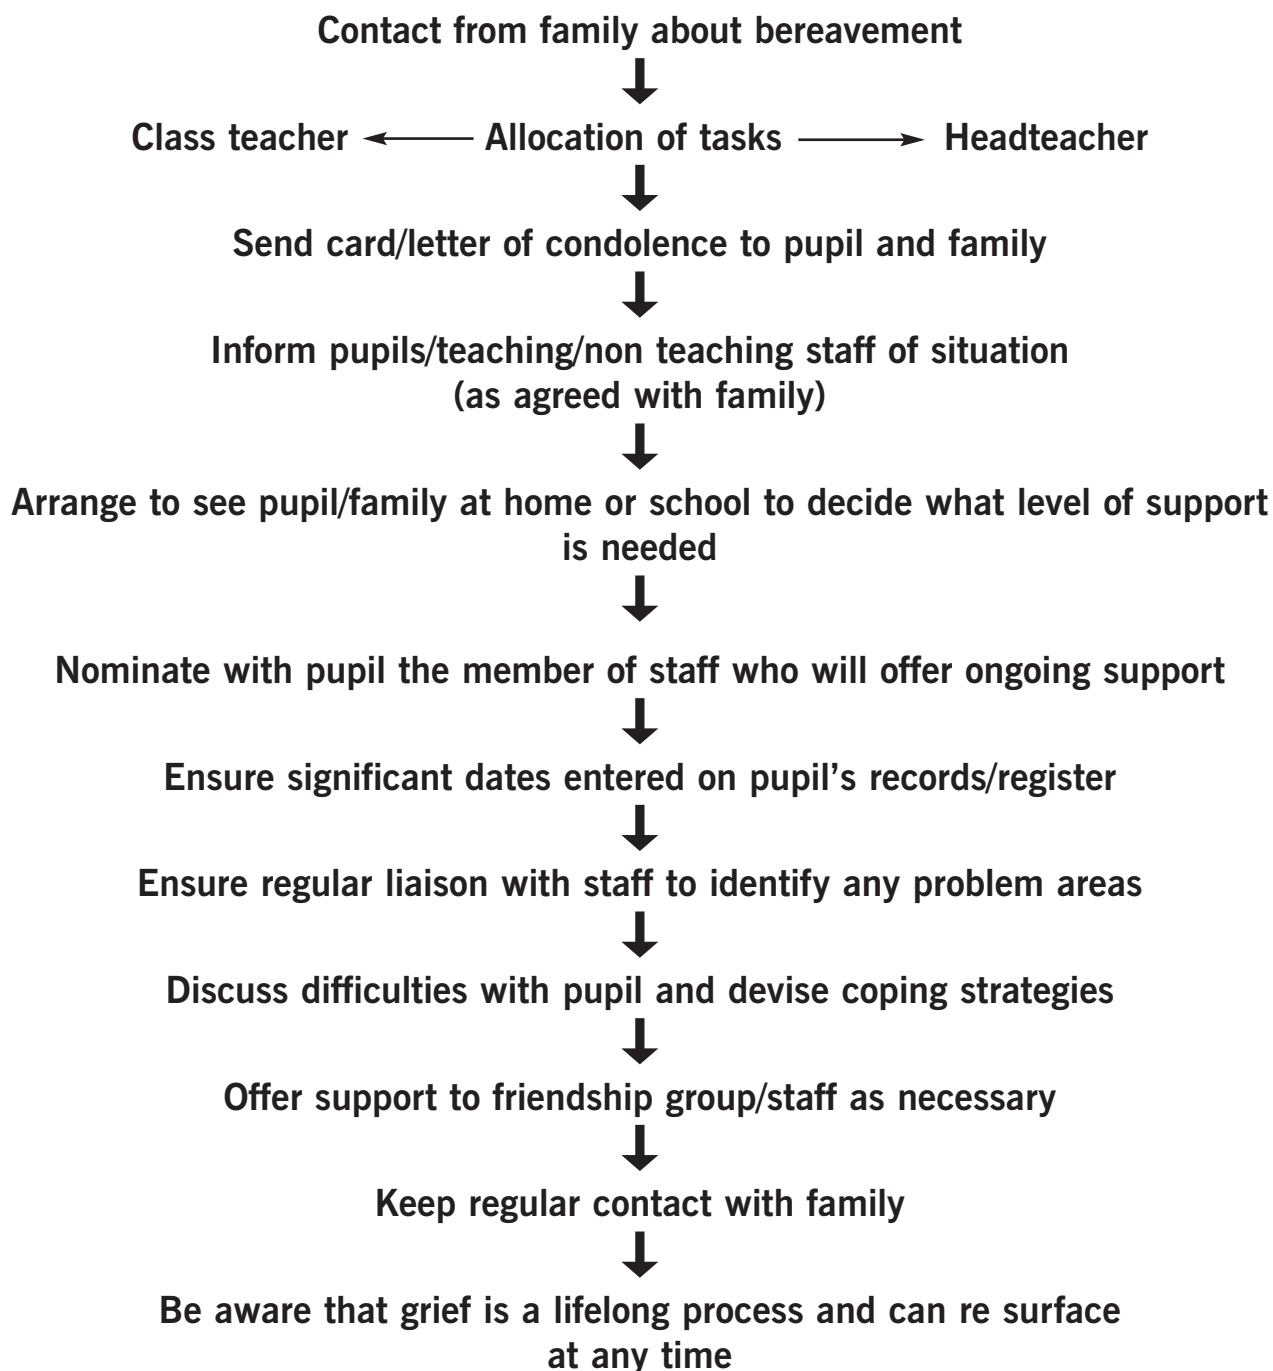 Contact from family about bereavement
Class teacher Allocation of tasks Headteacher
Send card/letter of condolence to pupil and family
Inform pupils/teaching/non teaching staff of situation
(as agreed with family)
Arrange to see pupil/family at home or school to decide what level of support
is needed
Nominate with pupil the member of staff who will offer ongoing support
Ensure significant dates entered on pupil’s records/register
Ensure regular liaison with staff to identify any problem areas
Discuss difficulties with pupil and devise coping strategies
Offer support to friendship group/staff as necessary
Keep regular contact with family
Be aware that grief is a lifelong process and can re surface
at any time